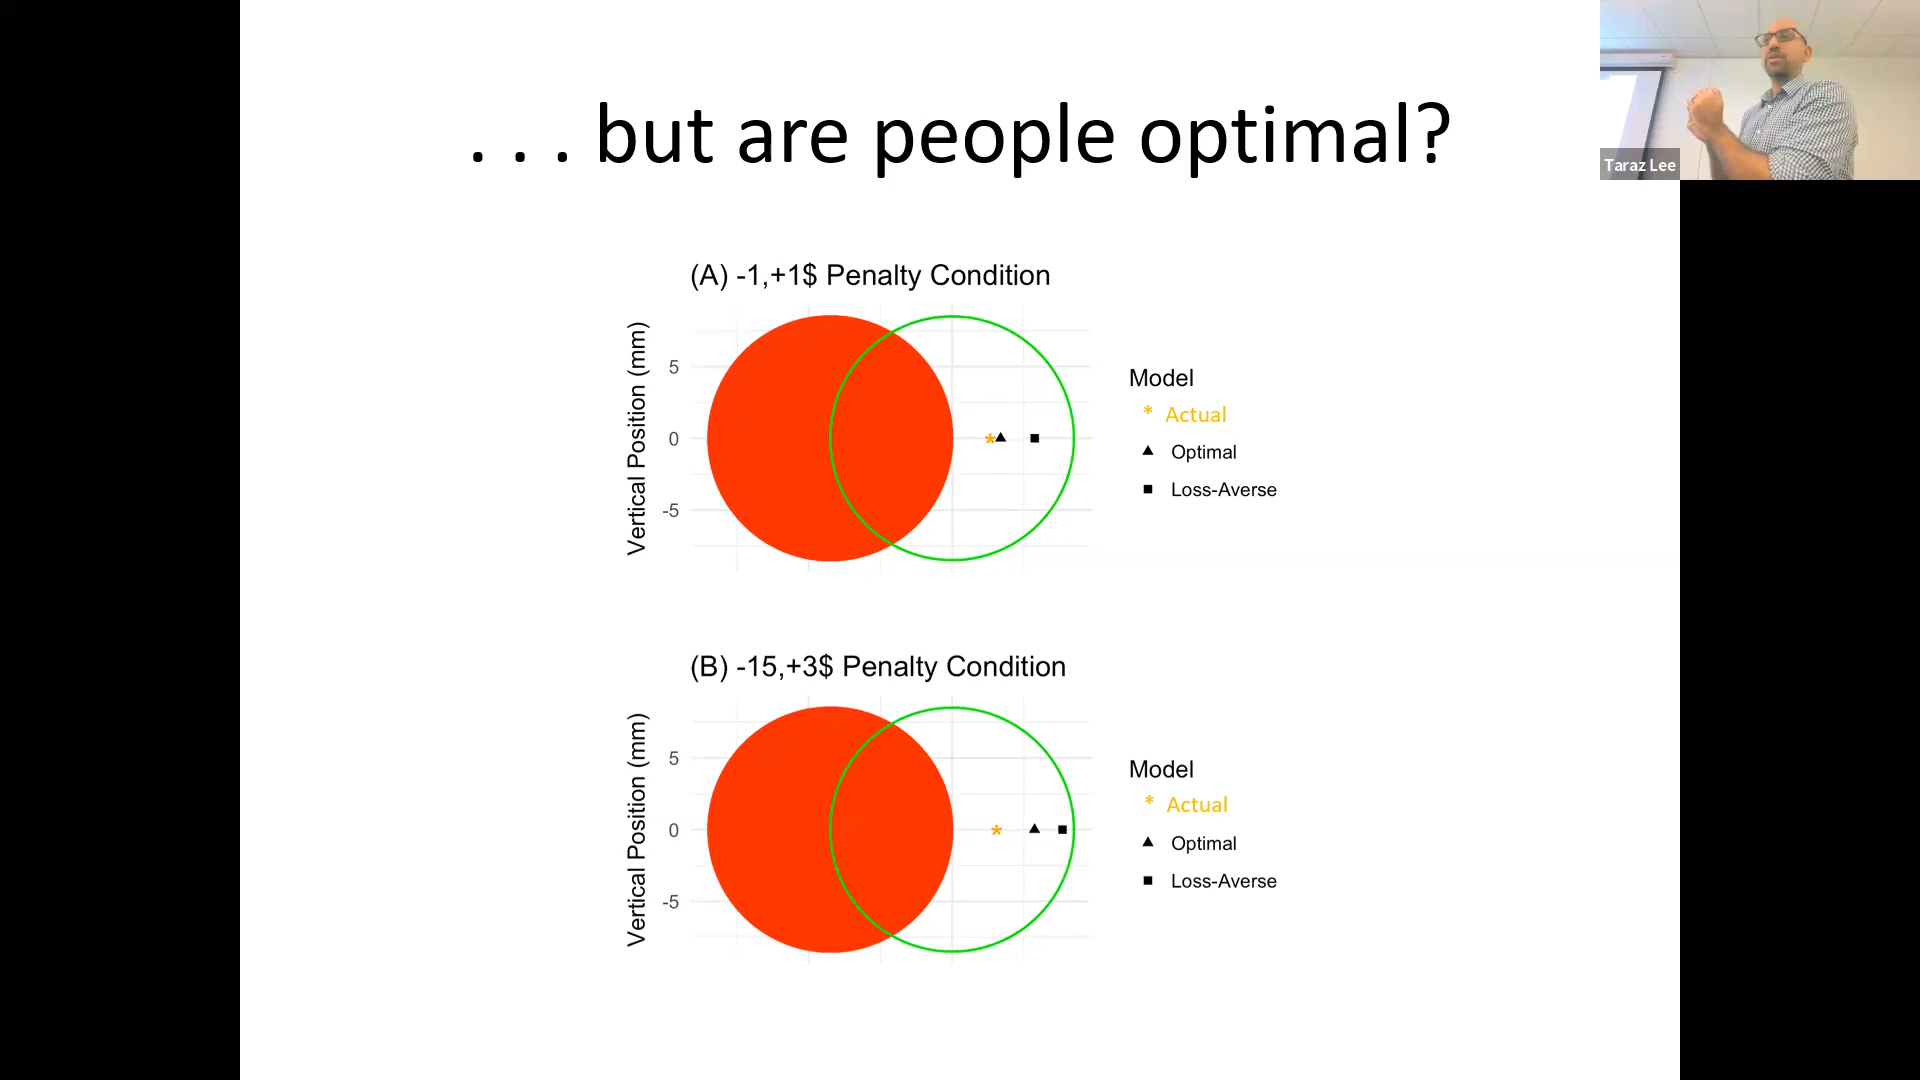 . . . but are people optimal?
Taraz Lee
(A) -1,+1$ Penalty Condition
Vertical Position (mm)
5
0
-5
*
Model
* Actual
Optimal
Loss-Averse
(B) -15,+3$ Penalty Condition
Vertical Position (mm)
5
0
-5
*
Model
* Actual
Optimal
Loss-Averse